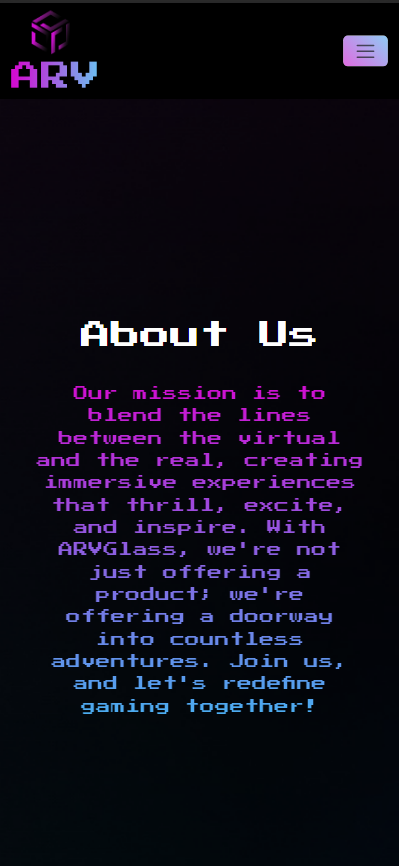 ARV
About Us
Our mission is to
blend the lines
between the virtual
and the real, creating
immersive experiences
that thrill, excite,
and inspire. With
ARVGlass, we're not
just offering a
product; we're
offering a doorway
into countless
adventures. Join us,
and let's redefine
gaming together!